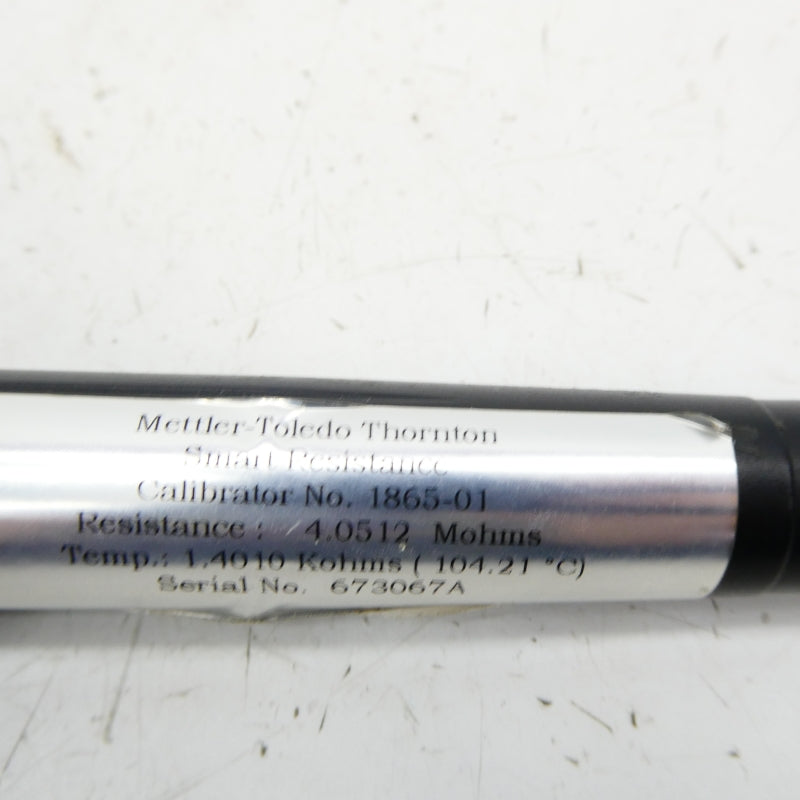 Mettler-Toledo Thornton
Smart Resistance
Calibrator No. 1865-01
Resistance : 4.0512 Mohms
Temp.: 1.4010 Kohms ( 104.21 °C)
Serial No. 673067A